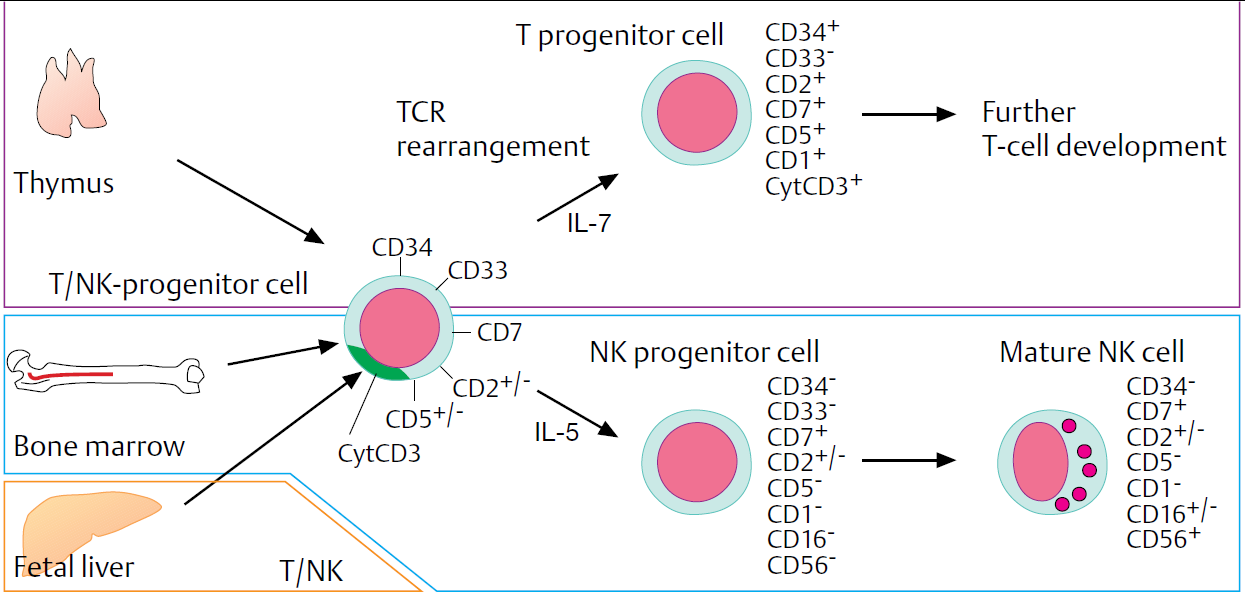 T progenitor cell
CD34+
CD33-
CD2+
CD7+
CD5+
CD1+
CytCD3+
TCR
rearrangement
Further
T-cell development
Thymus
IL-7
T/NK-progenitor cell
CD34
CD33
CD7
CD2+/-
CD5+/-
CytCD3
Bone marrow
IL-5
NK progenitor cell
CD34-
CD33-
CD7+
CD2+/-
CD5-
CD1-
CD16-
CD56-
Mature NK cell
CD34-
CD7+
CD2+/-
CD5-
CD1-
CD16+/-
CD56+
Fetal liver
T/NK